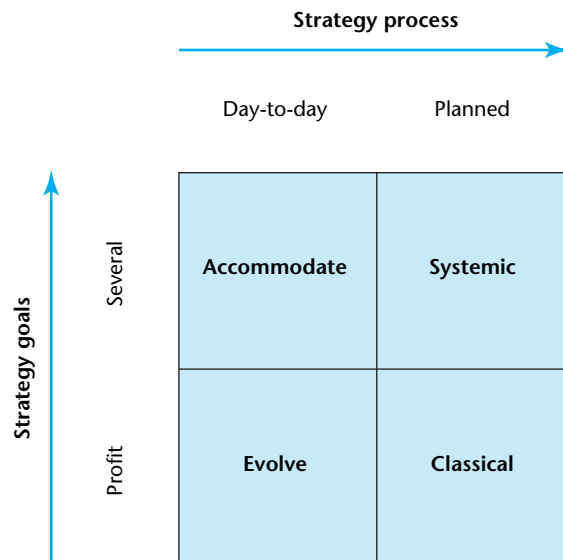 Strategy process
Day-to-day Planned
Strategy goals
Several
Accommodate Systemic
Profit
Evolve Classical